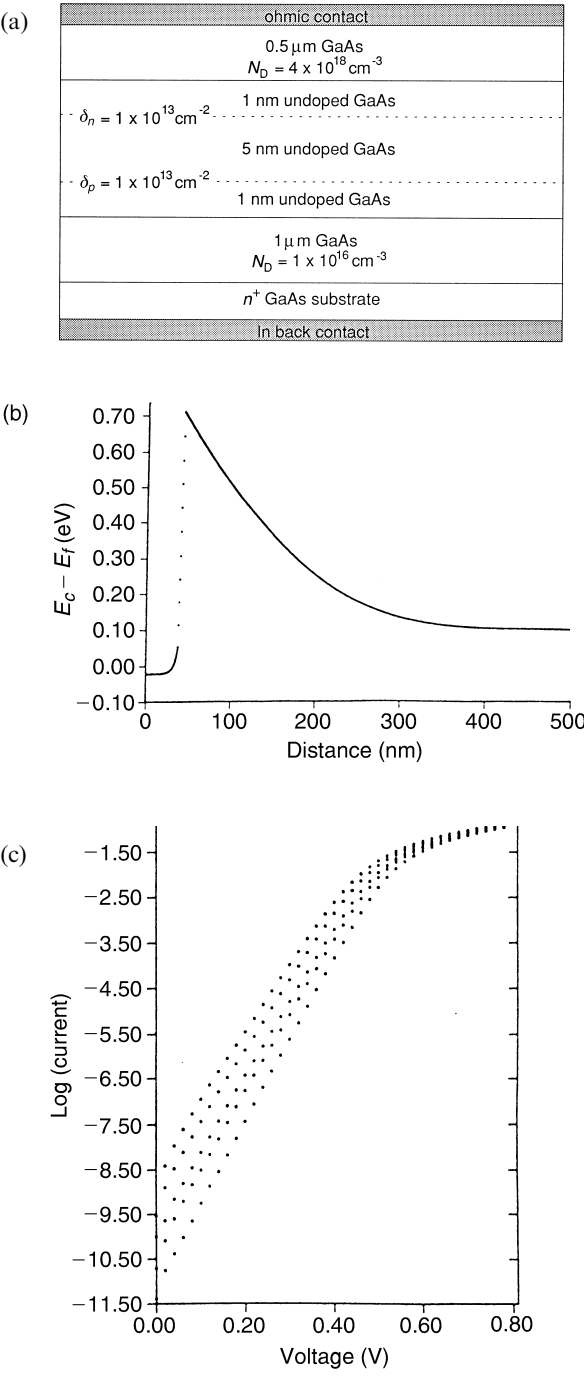 (a)
ohmic contact
0.5 μm GaAs
N_D = 4 x 10^18 cm^-3
1 nm undoped GaAs
δ_n = 1 x 10^13 cm^-2
5 nm undoped GaAs
δ_p = 1 x 10^13 cm^-2
1 nm undoped GaAs
1 μm GaAs
N_D = 1 x 10^16 cm^-3
n^+ GaAs substrate
In back contact
(b)
E_c − E_f (eV)
0.70
0.60
0.50
0.40
0.30
0.20
0.10
0.00
−0.10
0 100 200 300 400 500
Distance (nm)
(c)
Log (current)
−1.50
−2.50
−3.50
−4.50
−5.50
−6.50
−7.50
−8.50
−9.50
−10.50
−11.50
0.00 0.20 0.40 0.60 0.80
Voltage (V)